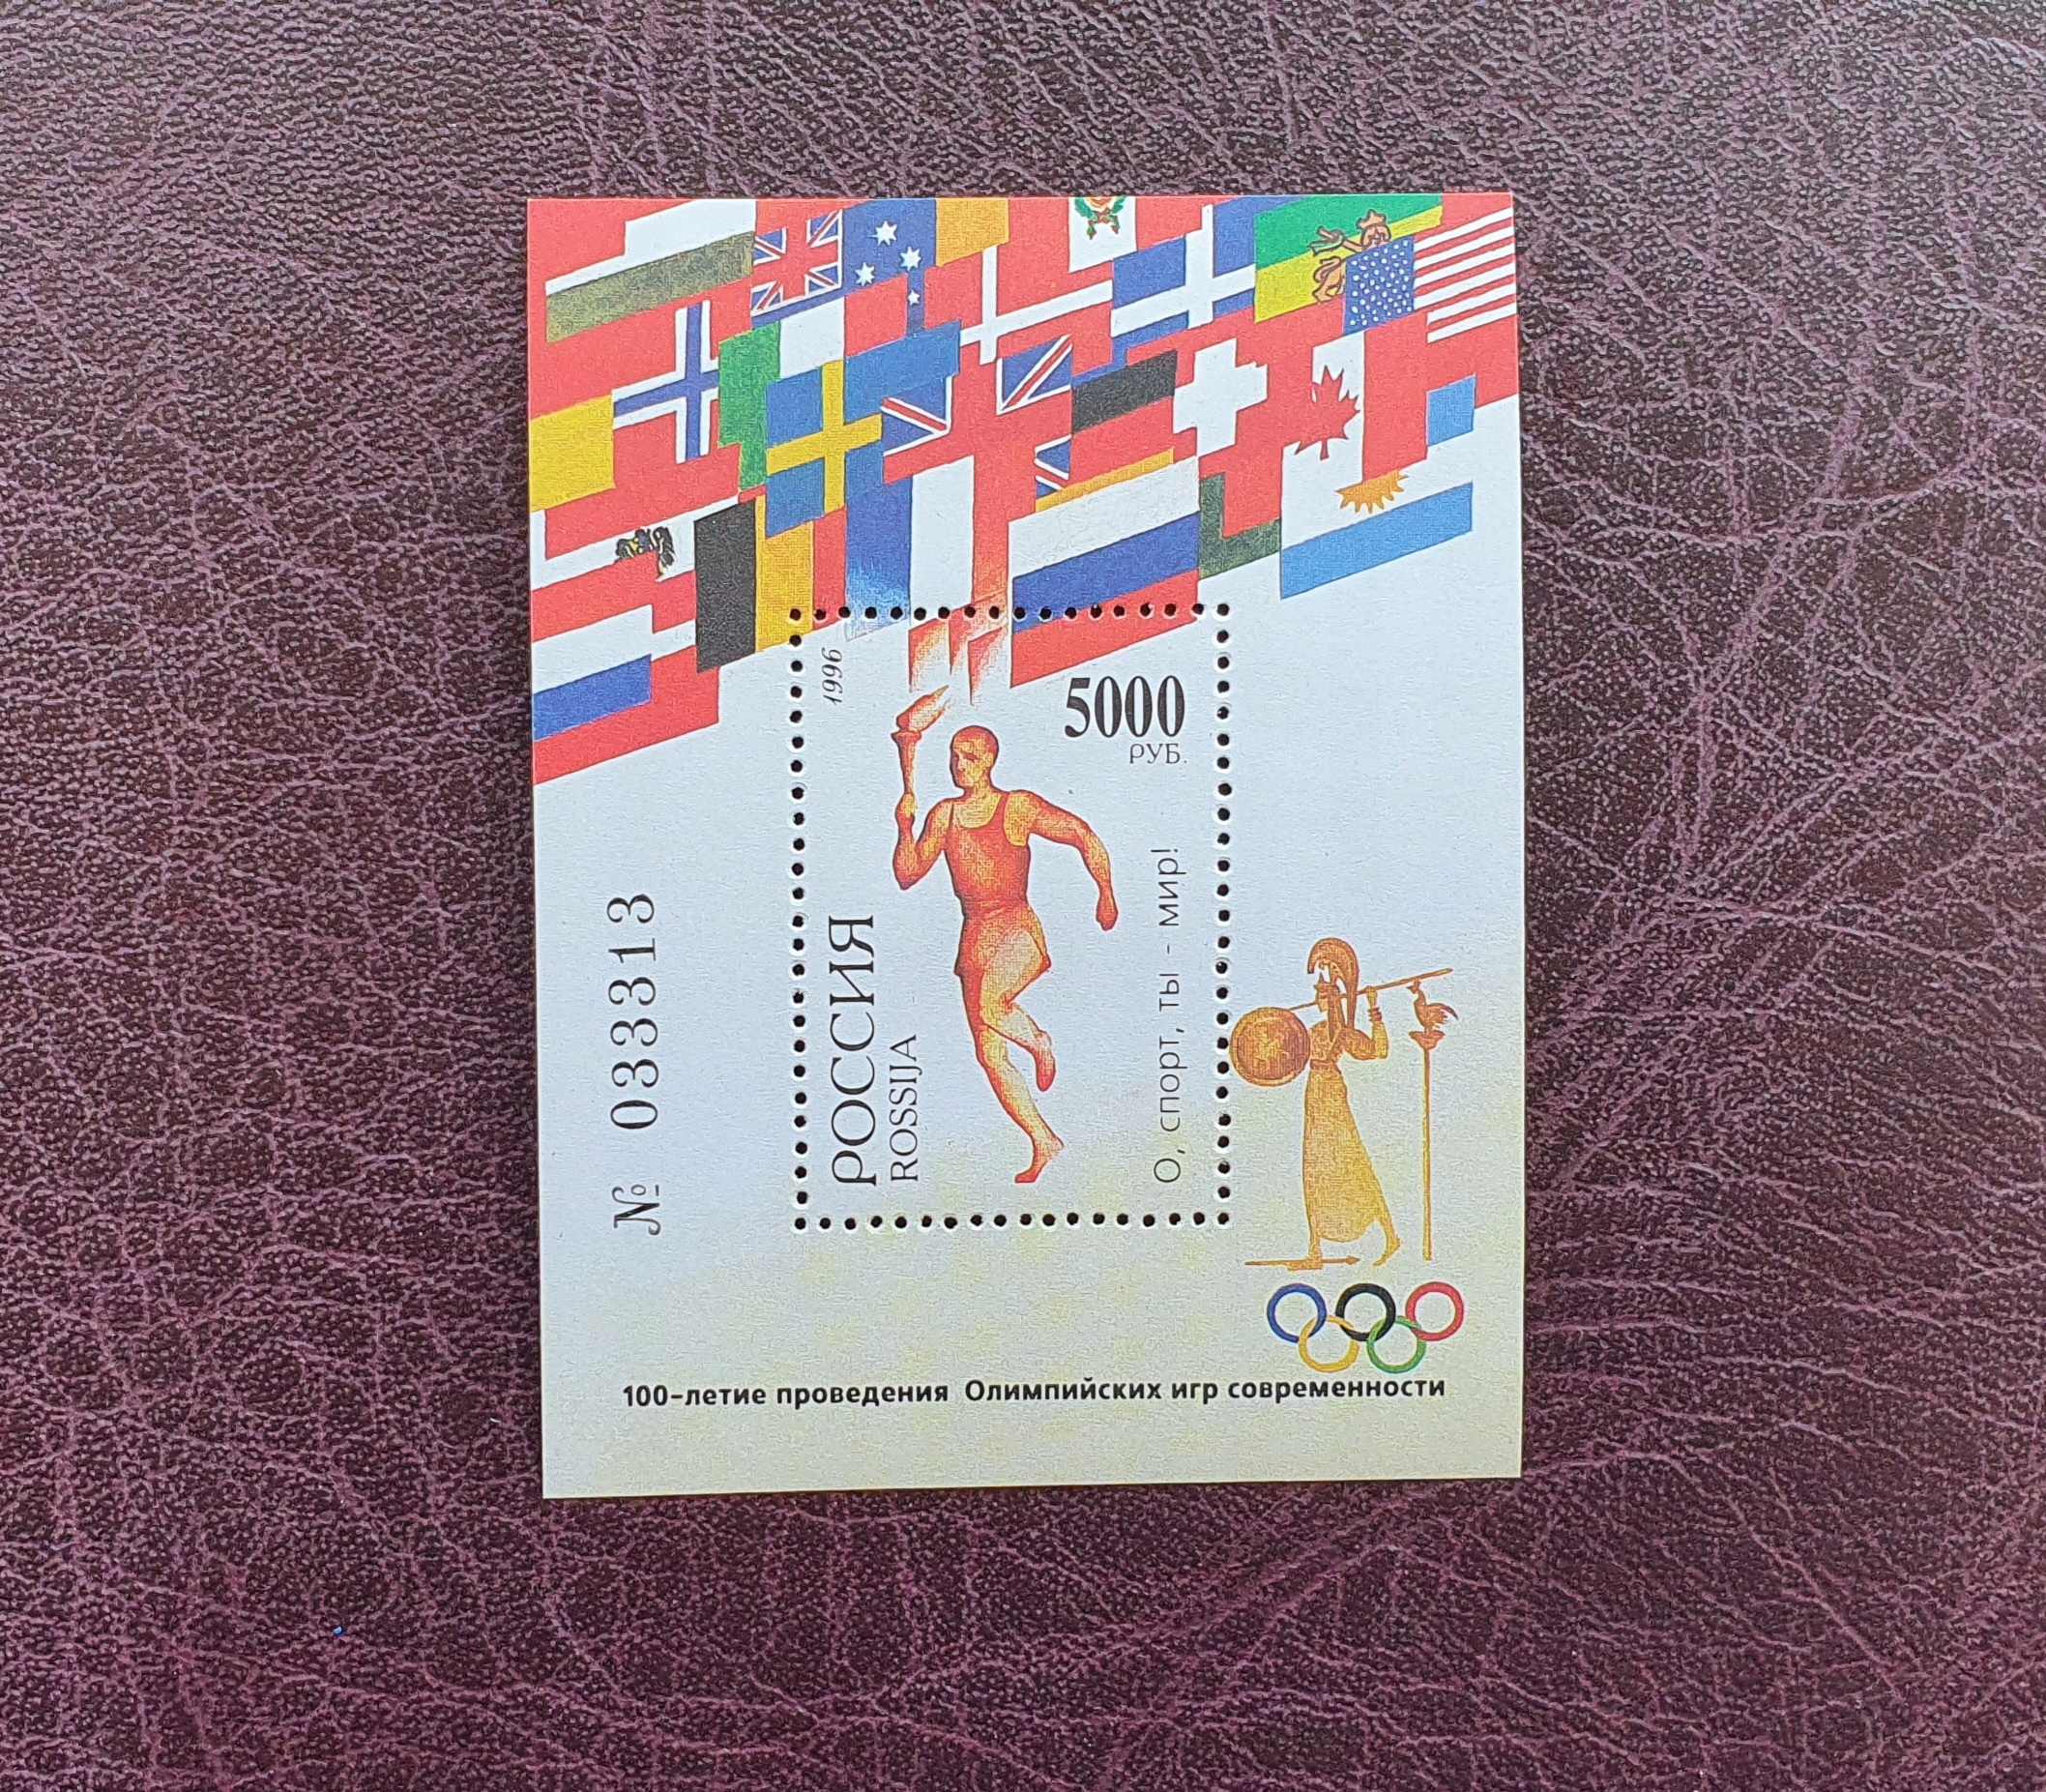 1996
5000
РУБ.
РОССИЯ
ROSSIJA
О, спорт, ты - мир!
№ 033313
100-летие проведения Олимпийских игр современности